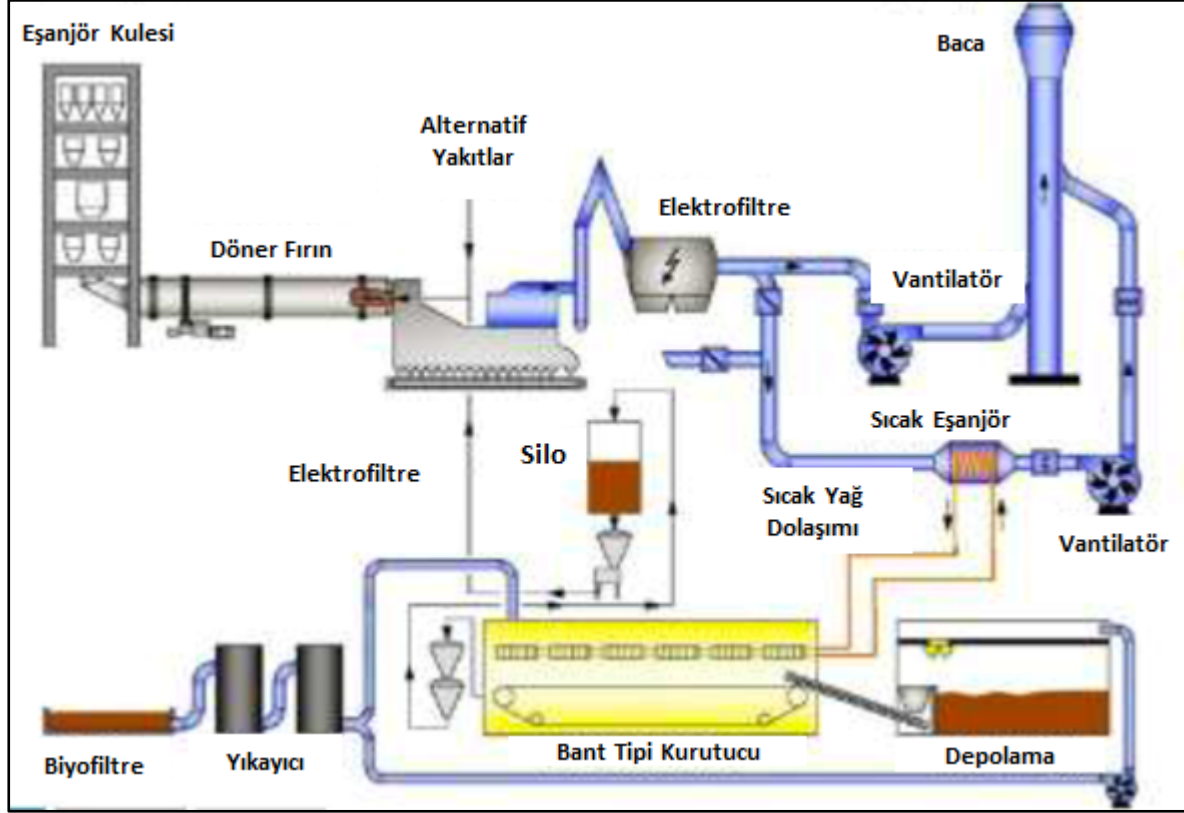 Eşanjör Kulesi
Baca
Alternatif
Yakıtlar
Elektrofiltre
Döner Fırın
Vantilatör
Sıcak Eşanjör
Silo
Elektrofiltre
Sıcak Yağ
Dolaşımı
Vantilatör
Bant Tipi Kurutucu
Depolama
Biyofiltre
Yıkayıcı